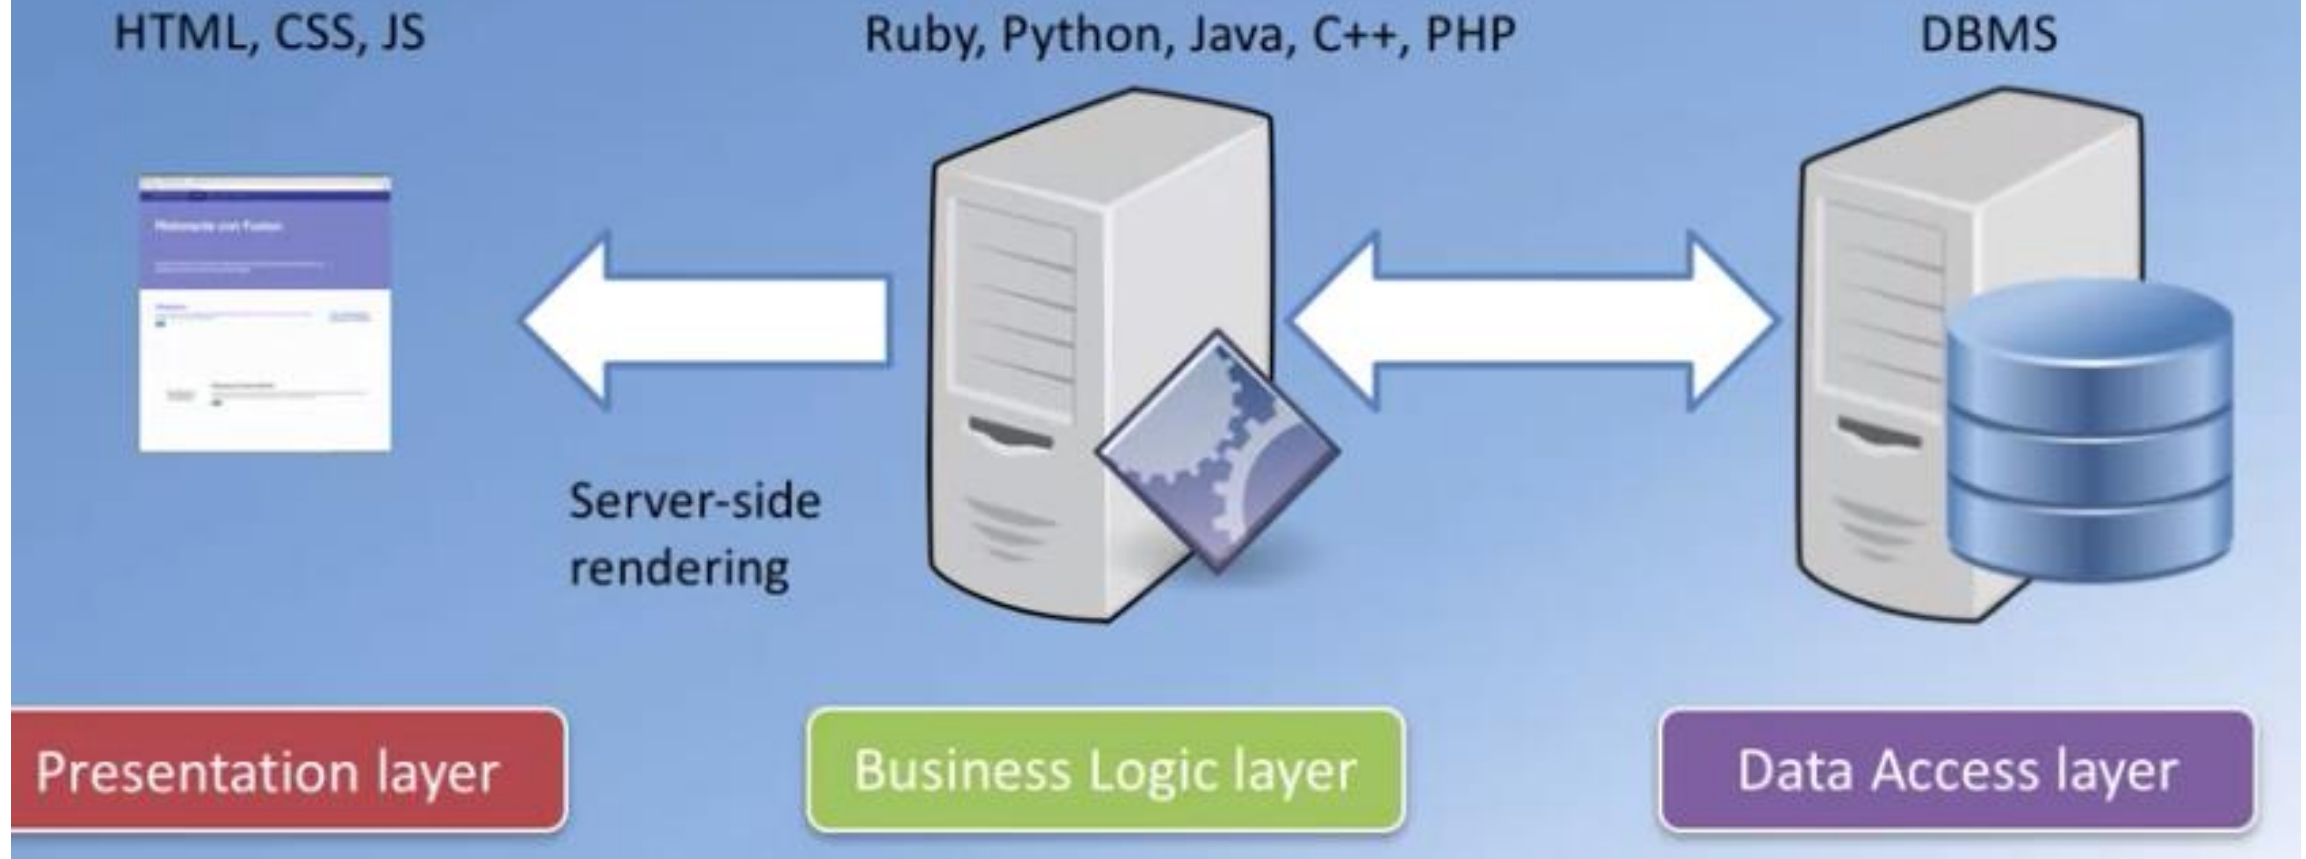 HTML, CSS, JS
Ruby, Python, Java, C++, PHP
DBMS
Server-side
rendering
Presentation layer
Business Logic layer
Data Access layer